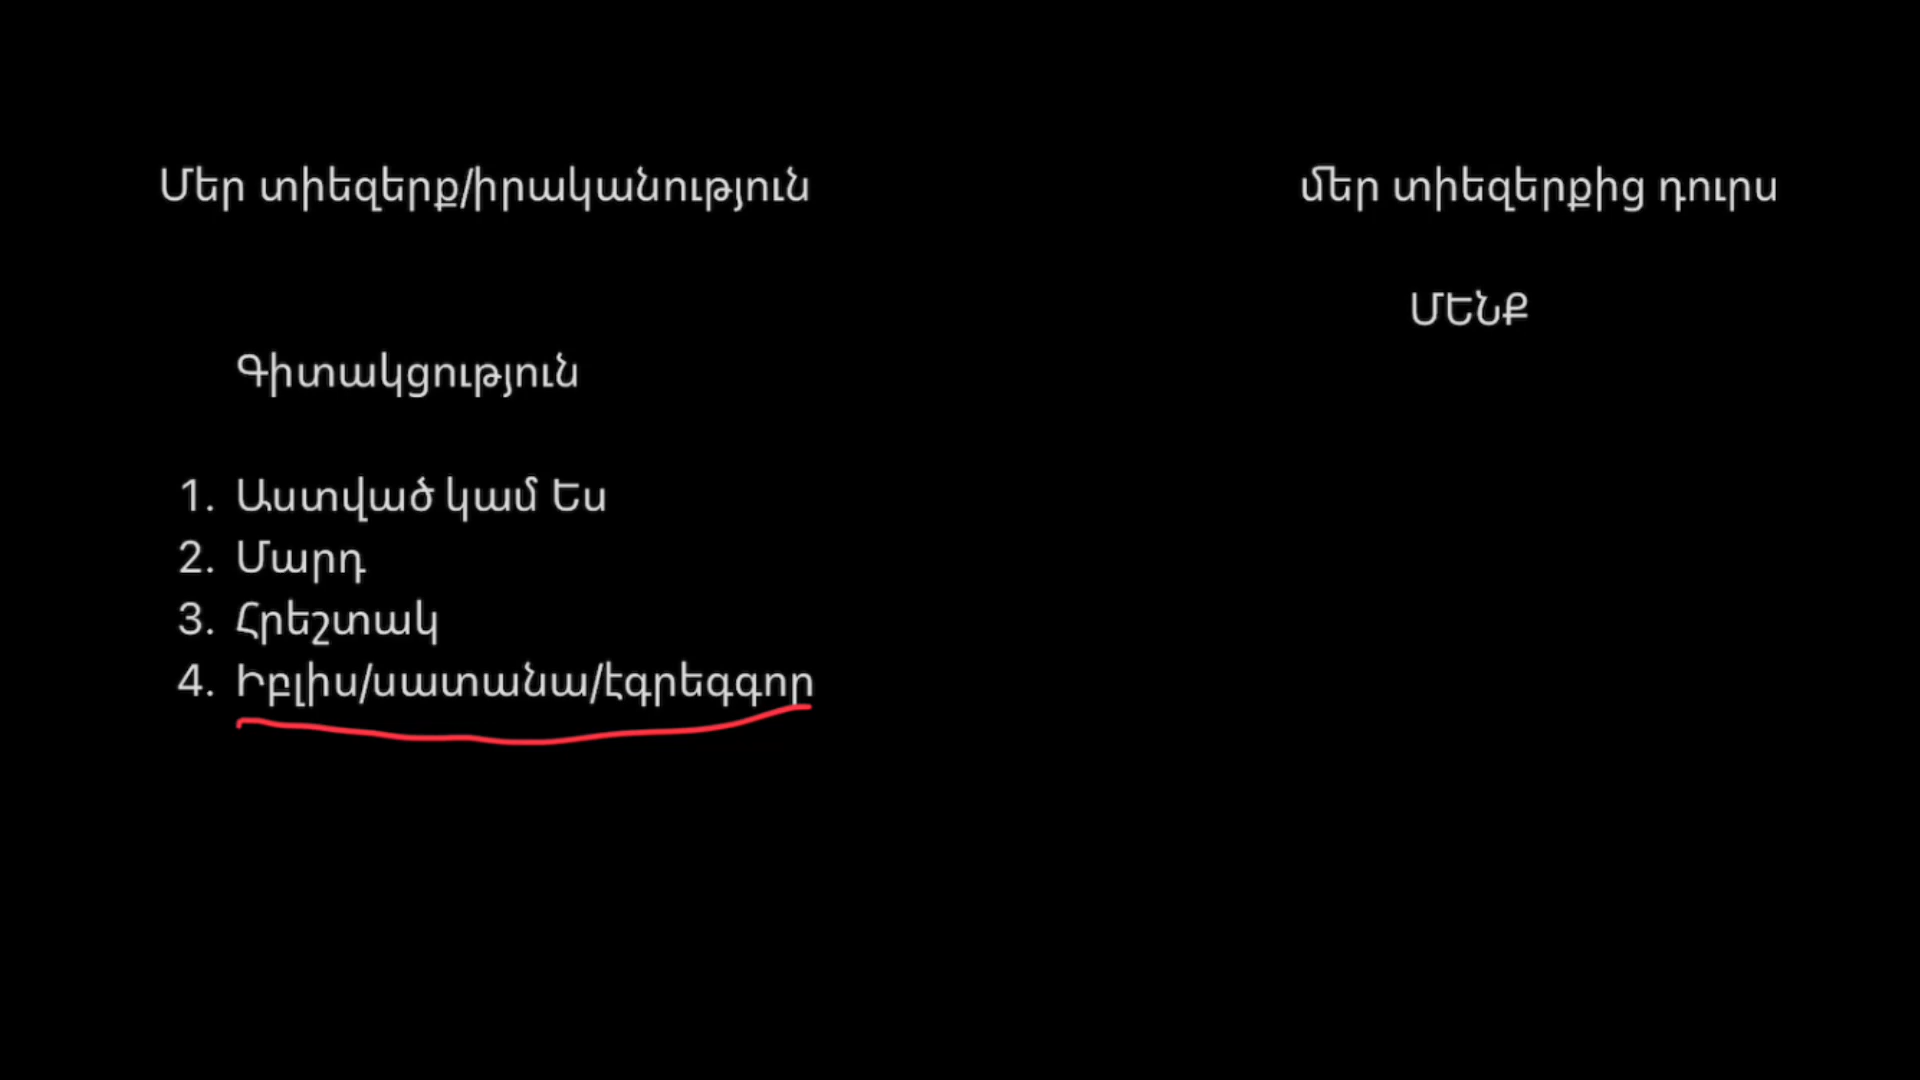 Մեր տիեզերք/իրականություն
մեր տիեզերքից դուրս
ՄԵՆՔ
Գիտակցություն
1. Աստված կամ Ես
2. Մարդ
3. Հրեշտակ
4. Իբլիս/սատանա/էգրեգգոր